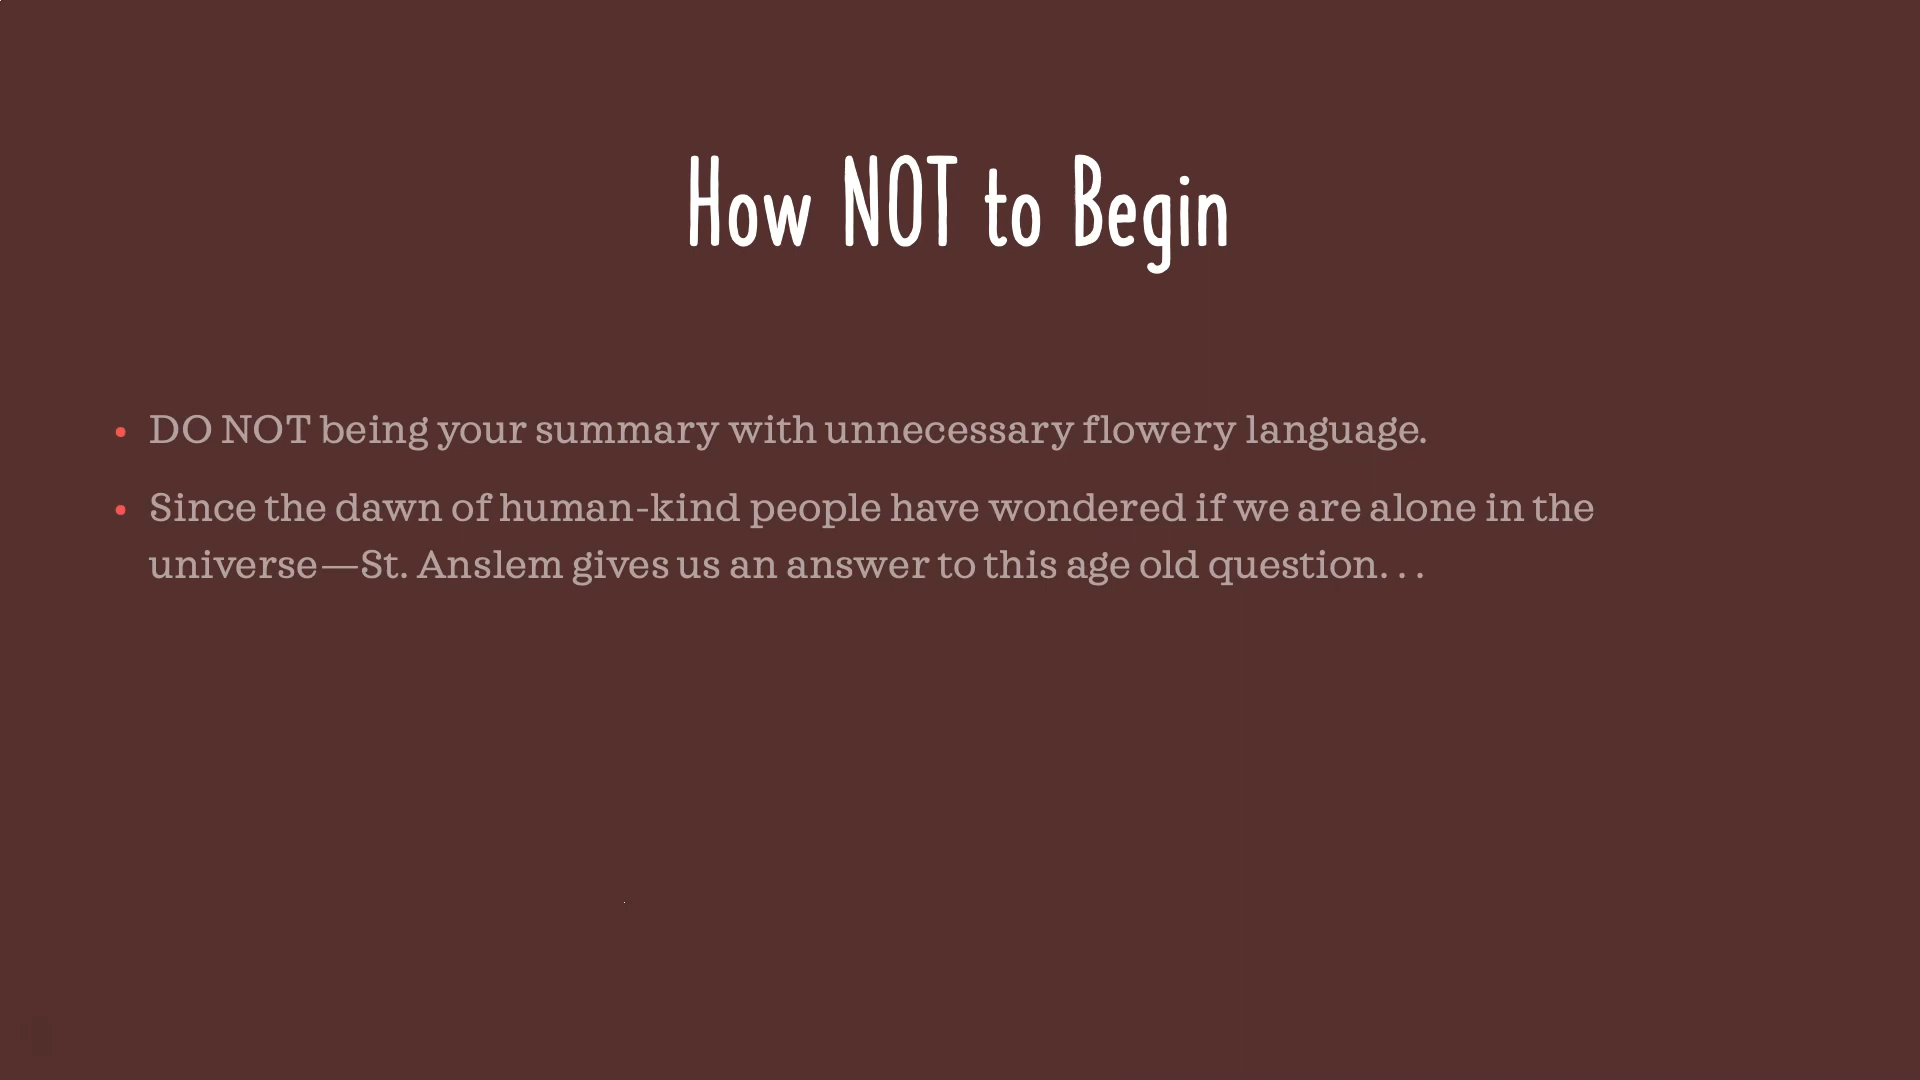 How NOT to Begin
• DO NOT being your summary with unnecessary flowery language.
• Since the dawn of human-kind people have wondered if we are alone in the
universe—St. Anslem gives us an answer to this age old question. . .